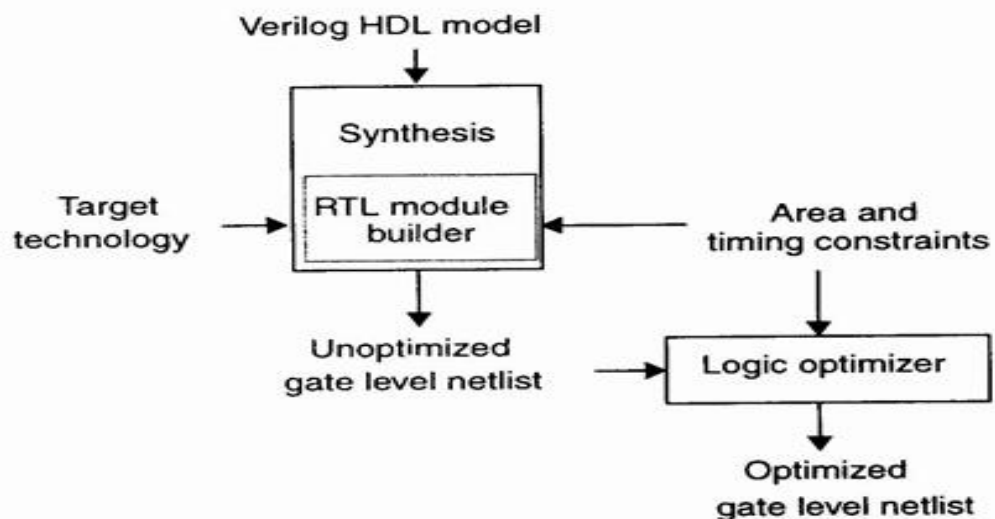 Verilog HDL model
Synthesis
RTL module
builder
Target
technology
Area and
timing constraints
Unoptimized
gate level netlist
Logic optimizer
Optimized
gate level netlist